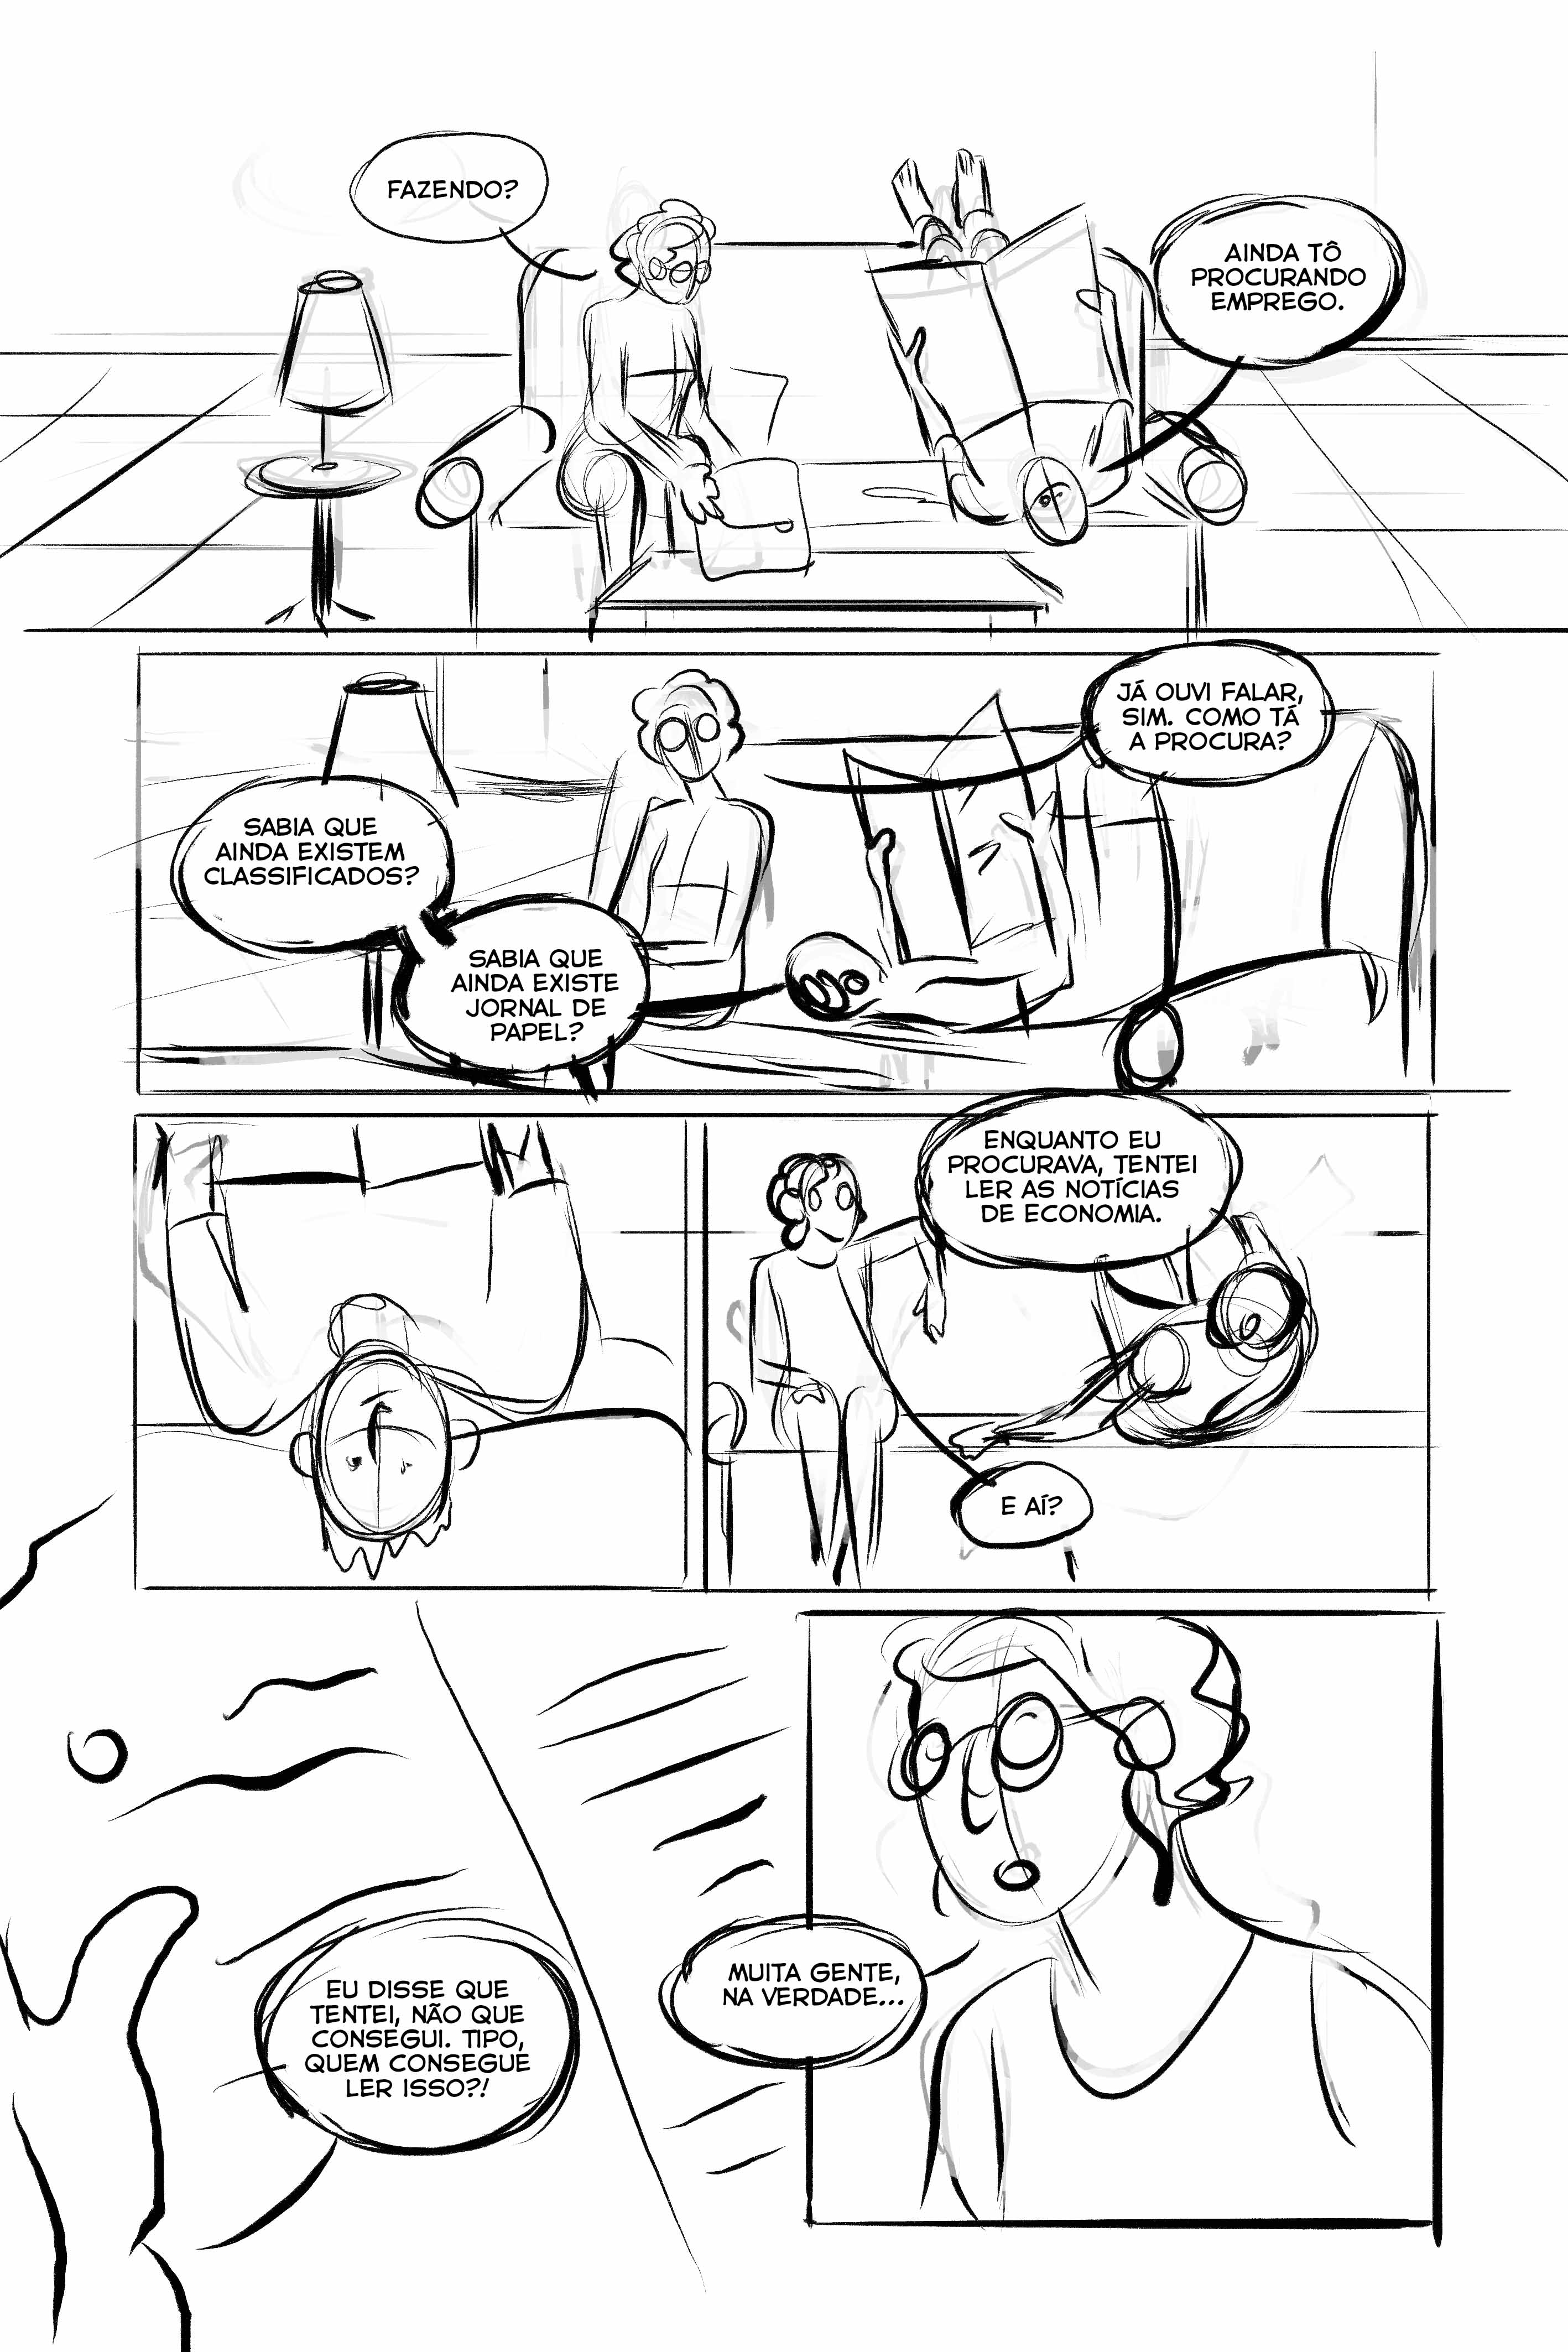 FAZENDO?
AINDA TÔ
PROCURANDO
EMPREGO.
SABIA QUE
AINDA EXISTEM
CLASSIFICADOS?
SABIA QUE
AINDA EXISTE
JORNAL DE
PAPEL?
JÁ OUVI FALAR,
SIM. COMO TÁ
A PROCURA?
ENQUANTO EU
PROCURAVA, TENTEI
LER AS NOTÍCIAS
DE ECONOMIA.
E AÍ?
EU DISSE QUE
TENTEI, NÃO QUE
CONSEGUI. TIPO,
QUEM CONSEGUE
LER ISSO?!
MUITA GENTE,
NA VERDADE...